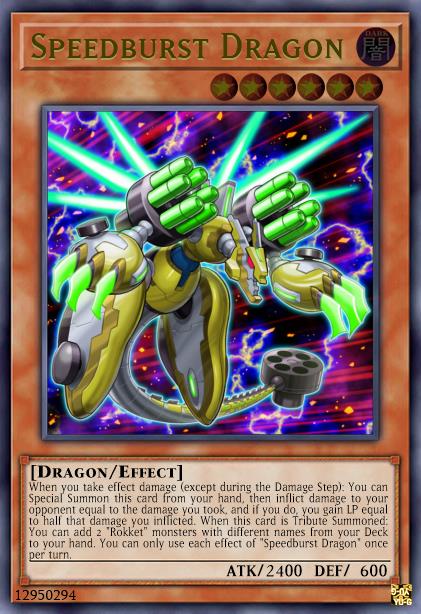 SPEEDBURST DRAGON
DARK
闇
[DRAGON/EFFECT]
When you take effect damage (except during the Damage Step): You can
Special Summon this card from your hand, then inflict damage to your
opponent equal to the damage you took, and if you do, you gain LP equal
to half that damage you inflicted. When this card is Tribute Summoned:
You can add 2 "Rokket" monsters with different names from your Deck
to your hand. You can only use each effect of "Speedburst Dragon" once
per turn.
ATK/2400 DEF/ 600
12950294